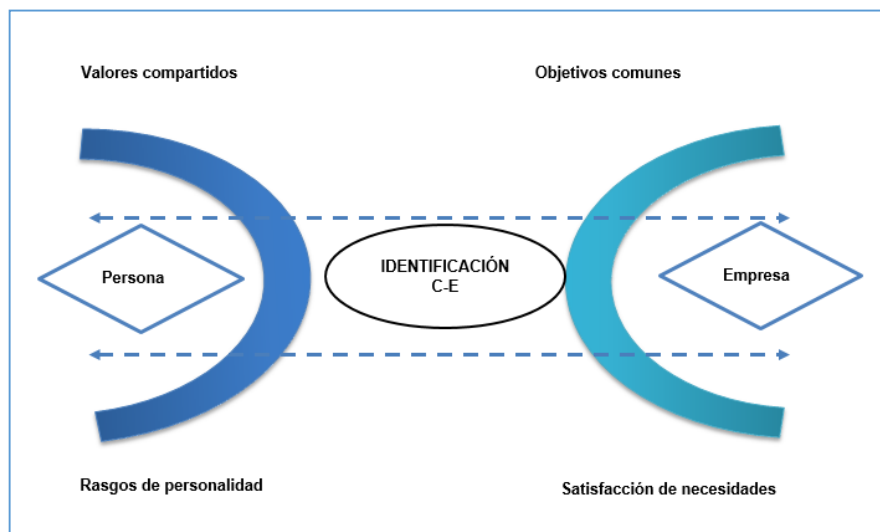 Valores compartidos
Objetivos comunes
Persona
IDENTIFICACIÓN
C-E
Empresa
Rasgos de personalidad
Satisfacción de necesidades